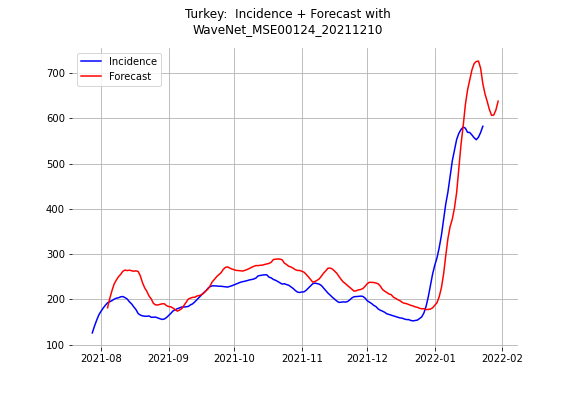 Turkey:  Incidence + Forecast with
WaveNet_MSE00124_20211210
Incidence
Forecast
700
600
500
400
300
200
100
2021-08 2021-09 2021-10 2021-11 2021-12 2022-01 2022-02